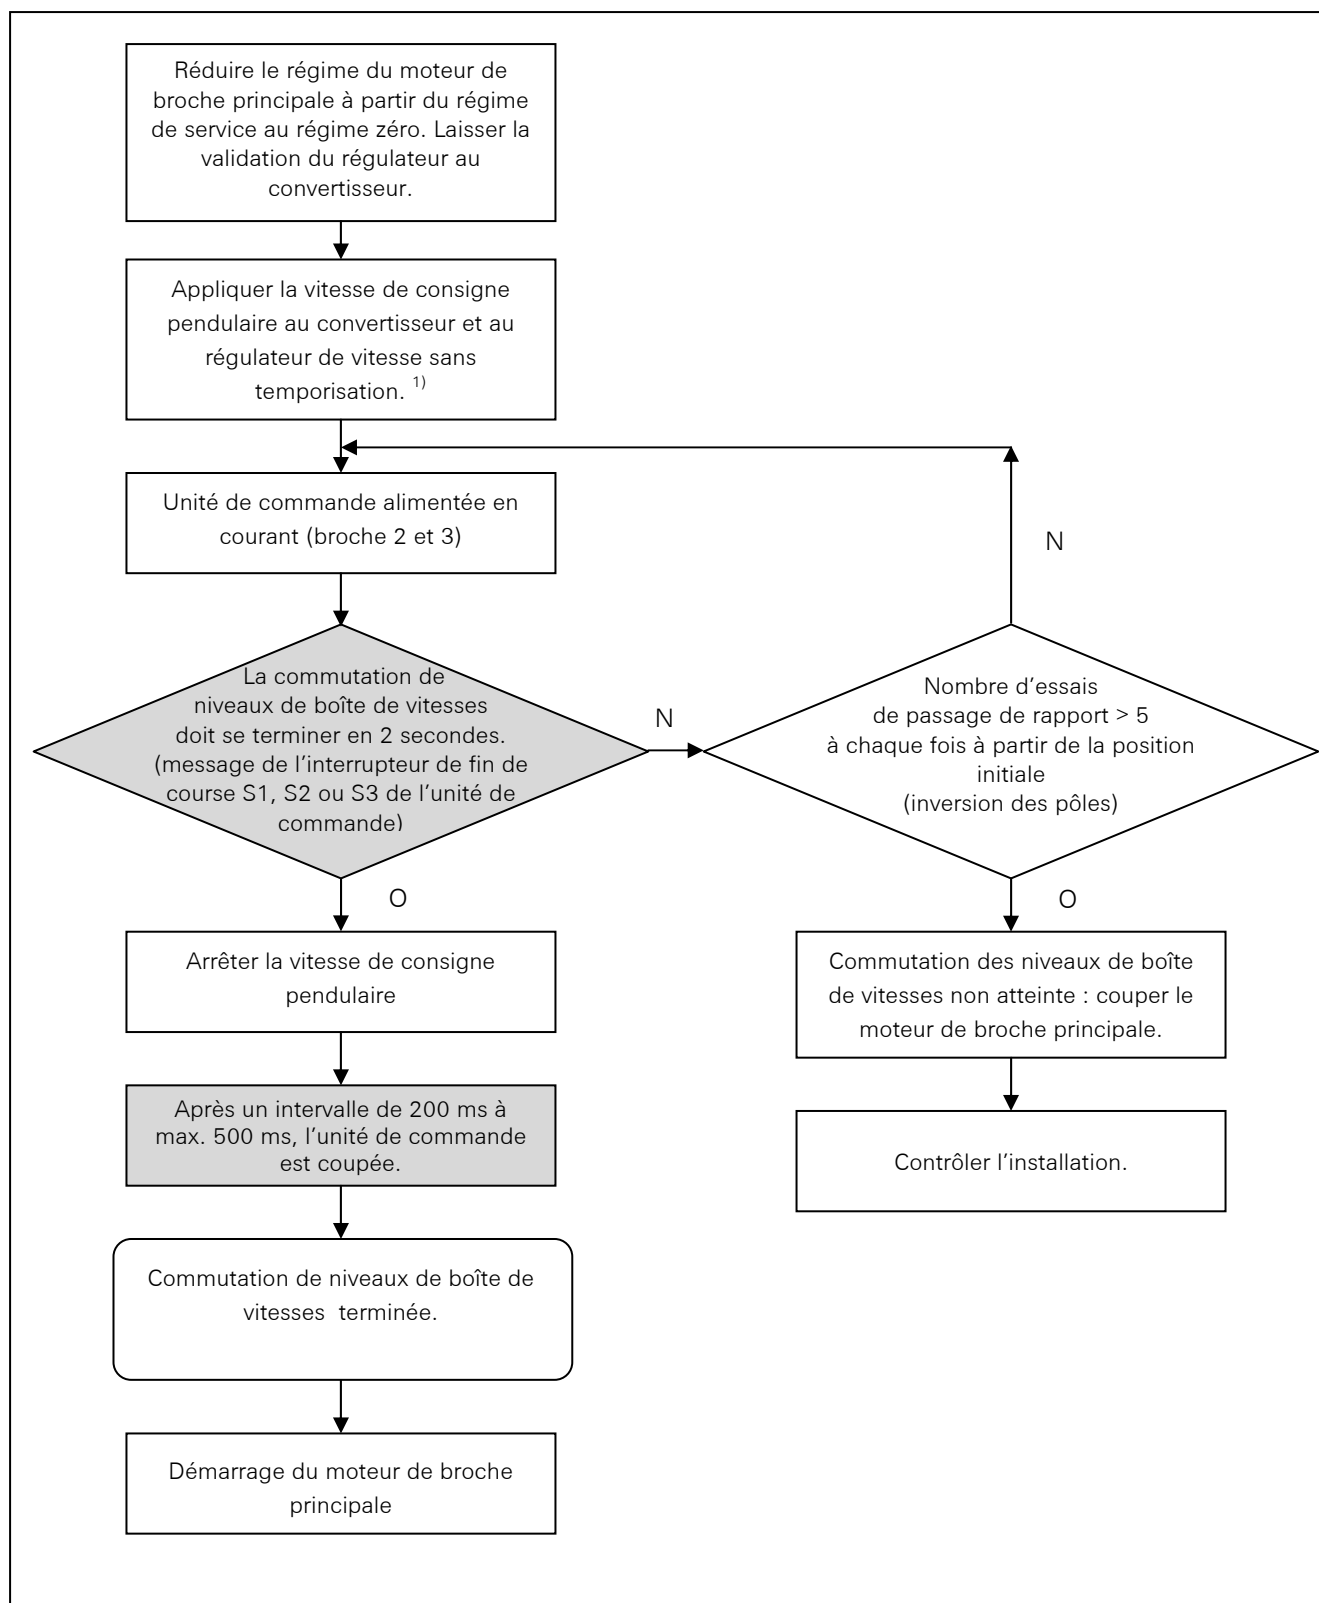 Réduire le régime du moteur de
broche principale à partir du régime
de service au régime zéro. Laisser la
validation du régulateur au
convertisseur.
Appliquer la vitesse de consigne
pendulaire au convertisseur et au
régulateur de vitesse sans
temporisation. 1)
Unité de commande alimentée en
courant (broche 2 et 3)
N
La commutation de
niveaux de boîte de vitesses
doit se terminer en 2 secondes.
(message de l'interrupteur de fin de
course S1, S2 ou S3 de l'unité de
commande)
N
Nombre d'essais
de passage de rapport > 5
à chaque fois à partir de la position
initiale
(inversion des pôles)
O
O
Arrêter la vitesse de consigne
pendulaire
Commutation des niveaux de boîte
de vitesses non atteinte : couper le
moteur de broche principale.
Après un intervalle de 200 ms à
max. 500 ms, l'unité de commande
est coupée.
Contrôler l'installation.
Commutation de niveaux de boîte de
vitesses  terminée.
Démarrage du moteur de broche
principale